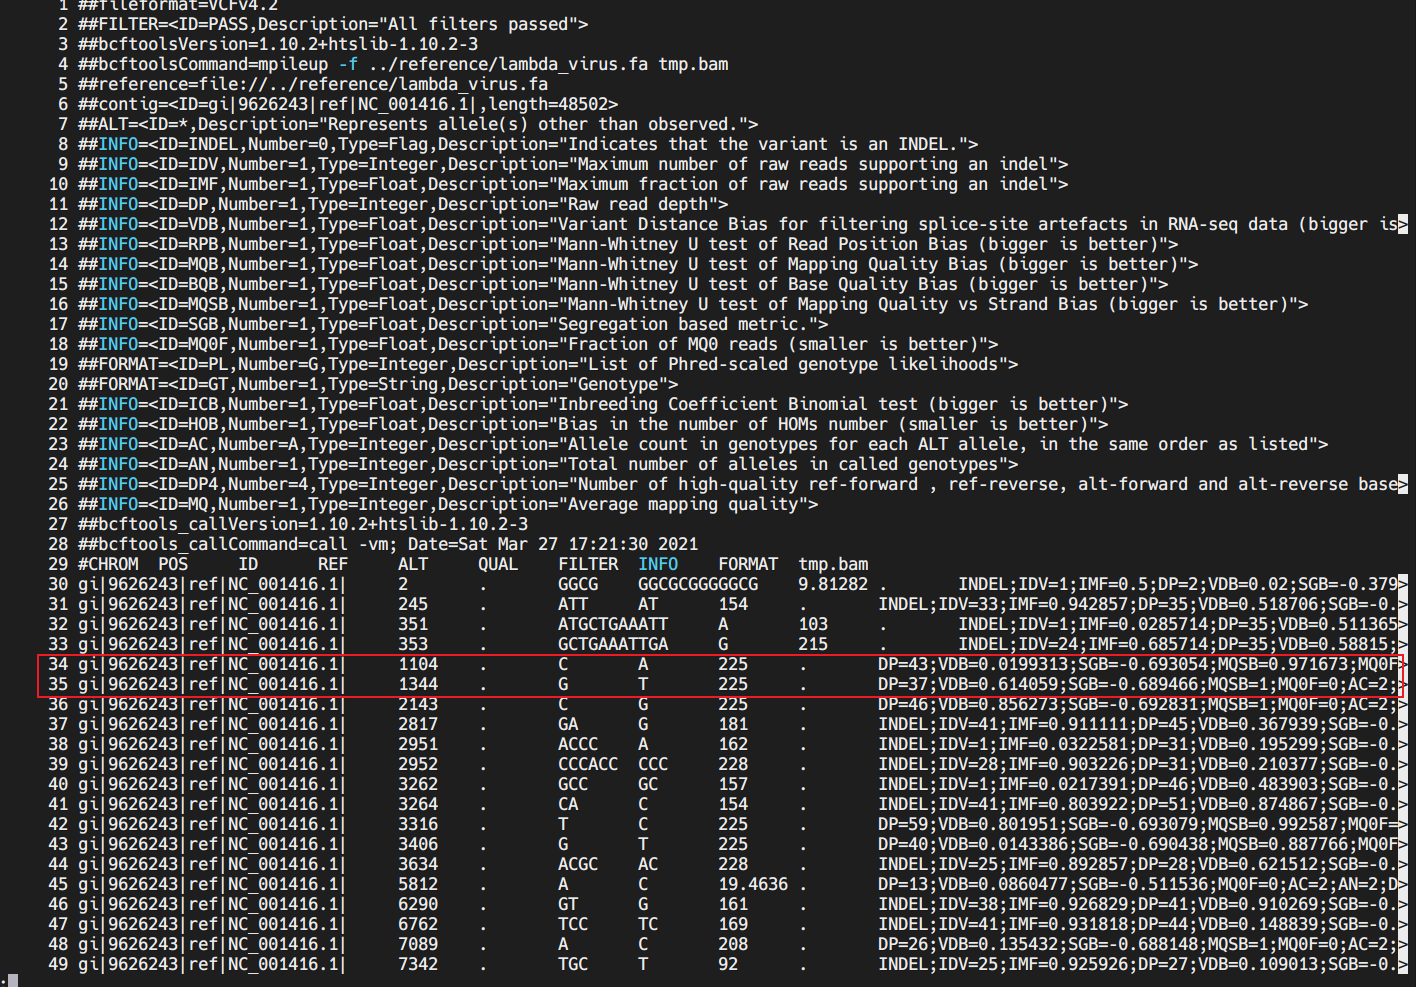 1 ##fileformat=VCFv4.2
2 ##FILTER=<ID=PASS,Description="All filters passed">
3 ##bcftoolsVersion=1.10.2+htslib-1.10.2-3
4 ##bcftoolsCommand=mpileup -f ../reference/lambda_virus.fa tmp.bam
5 ##reference=file://../reference/lambda_virus.fa
6 ##contig=<ID=gi|9626243|ref|NC_001416.1|,length=48502>
7 ##ALT=<ID=*,Description="Represents allele(s) other than observed.">
8 ##INFO=<ID=INDEL,Number=0,Type=Flag,Description="Indicates that the variant is an INDEL.">
9 ##INFO=<ID=IDV,Number=1,Type=Integer,Description="Maximum number of raw reads supporting an indel">
10 ##INFO=<ID=IMF,Number=1,Type=Float,Description="Maximum fraction of raw reads supporting an indel">
11 ##INFO=<ID=DP,Number=1,Type=Integer,Description="Raw read depth">
12 ##INFO=<ID=VDB,Number=1,Type=Float,Description="Variant Distance Bias for filtering splice-site artefacts in RNA-seq data (bigger is>
13 ##INFO=<ID=RPB,Number=1,Type=Float,Description="Mann-Whitney U test of Read Position Bias (bigger is better)">
14 ##INFO=<ID=MQB,Number=1,Type=Float,Description="Mann-Whitney U test of Mapping Quality Bias (bigger is better)">
15 ##INFO=<ID=BQB,Number=1,Type=Float,Description="Mann-Whitney U test of Base Quality Bias (bigger is better)">
16 ##INFO=<ID=MQSB,Number=1,Type=Float,Description="Mann-Whitney U test of Mapping Quality vs Strand Bias (bigger is better)">
17 ##INFO=<ID=SGB,Number=1,Type=Float,Description="Segregation based metric.">
18 ##INFO=<ID=MQ0F,Number=1,Type=Float,Description="Fraction of MQ0 reads (smaller is better)">
19 ##FORMAT=<ID=PL,Number=G,Type=Integer,Description="List of Phred-scaled genotype likelihoods">
20 ##FORMAT=<ID=GT,Number=1,Type=String,Description="Genotype">
21 ##INFO=<ID=ICB,Number=1,Type=Float,Description="Inbreeding Coefficient Binomial test (bigger is better)">
22 ##INFO=<ID=HOB,Number=1,Type=Float,Description="Bias in the number of HOMs number (smaller is better)">
23 ##INFO=<ID=AC,Number=A,Type=Integer,Description="Allele count in genotypes for each ALT allele, in the same order as listed">
24 ##INFO=<ID=AN,Number=1,Type=Integer,Description="Total number of alleles in called genotypes">
25 ##INFO=<ID=DP4,Number=4,Type=Integer,Description="Number of high-quality ref-forward , ref-reverse, alt-forward and alt-reverse base>
26 ##INFO=<ID=MQ,Number=1,Type=Integer,Description="Average mapping quality">
27 ##bcftools_callVersion=1.10.2+htslib-1.10.2-3
28 ##bcftools_callCommand=call -vm; Date=Sat Mar 27 17:21:30 2021
29 #CHROM POS ID REF ALT QUAL FILTER INFO FORMAT tmp.bam
30 gi|9626243|ref|NC_001416.1| 2 . GGCG GGCGCGGGGCG 9.81282 . INDEL;IDV=1;IMF=0.5;DP=2;VDB=0.02;SGB=-0.379>
31 gi|9626243|ref|NC_001416.1| 245 . ATT AT 154 . INDEL;IDV=33;IMF=0.942857;DP=35;VDB=0.518706;SGB=-0.>
32 gi|9626243|ref|NC_001416.1| 351 . ATGCTGAAATT A 103 . INDEL;IDV=1;IMF=0.0285714;DP=35;VDB=0.511365>
33 gi|9626243|ref|NC_001416.1| 353 . GCTGAAATTGA G 215 . INDEL;IDV=24;IMF=0.685714;DP=35;VDB=0.58815;>
34 gi|9626243|ref|NC_001416.1| 1104 . C A 225 . DP=43;VDB=0.0199313;SGB=-0.693054;MQSB=0.971673;MQ0F>
35 gi|9626243|ref|NC_001416.1| 1344 . G T 225 . DP=37;VDB=0.614059;SGB=-0.689466;MQSB=1;MQ0F=0;AC=2;>
36 gi|9626243|ref|NC_001416.1| 2143 . C G 225 . DP=46;VDB=0.856273;SGB=-0.692831;MQSB=1;MQ0F=0;AC=2;>
37 gi|9626243|ref|NC_001416.1| 2817 . GA G 181 . INDEL;IDV=41;IMF=0.911111;DP=45;VDB=0.367939;SGB=-0.>
38 gi|9626243|ref|NC_001416.1| 2951 . ACCC A 162 . INDEL;IDV=1;IMF=0.0322581;DP=31;VDB=0.195299;SGB=-0.>
39 gi|9626243|ref|NC_001416.1| 2952 . CCCACC CCC 228 . INDEL;IDV=28;IMF=0.903226;DP=31;VDB=0.210377;SGB=-0.>
40 gi|9626243|ref|NC_001416.1| 3262 . GCC GC 157 . INDEL;IDV=1;IMF=0.0217391;DP=46;VDB=0.483903;SGB=-0.>
41 gi|9626243|ref|NC_001416.1| 3264 . CA C 154 . INDEL;IDV=41;IMF=0.803922;DP=51;VDB=0.874867;SGB=-0.>
42 gi|9626243|ref|NC_001416.1| 3316 . T C 225 . DP=59;VDB=0.801951;SGB=-0.693079;MQSB=0.992587;MQ0F=>
43 gi|9626243|ref|NC_001416.1| 3406 . G T 225 . DP=40;VDB=0.0143386;SGB=-0.690438;MQSB=0.887766;MQ0F>
44 gi|9626243|ref|NC_001416.1| 3634 . ACGC AC 228 . INDEL;IDV=25;IMF=0.892857;DP=28;VDB=0.621512;SGB=-0.>
45 gi|9626243|ref|NC_001416.1| 5812 . A C 19.4636 . DP=13;VDB=0.0860477;SGB=-0.511536;MQ0F=0;AC=2;AN=2;D>
46 gi|9626243|ref|NC_001416.1| 6290 . GT G 161 . INDEL;IDV=38;IMF=0.926829;DP=41;VDB=0.910269;SGB=-0.>
47 gi|9626243|ref|NC_001416.1| 6762 . TCC TC 169 . INDEL;IDV=41;IMF=0.931818;DP=44;VDB=0.148839;SGB=-0.>
48 gi|9626243|ref|NC_001416.1| 7089 . A C 208 . DP=26;VDB=0.135432;SGB=-0.688148;MQSB=1;MQ0F=0;AC=2;>
49 gi|9626243|ref|NC_001416.1| 7342 . TGC T 92 . INDEL;IDV=25;IMF=0.925926;DP=27;VDB=0.109013;SGB=-0.>